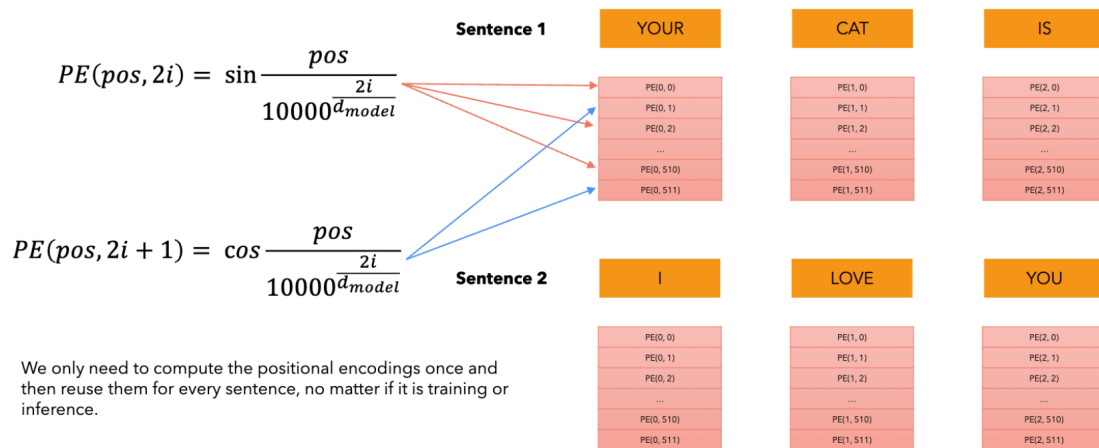 Sentence 1
YOUR CAT IS
PE(pos, 2i) = sin pos / 10000^(2i/d_model)
PE(0, 0) PE(1, 0) PE(2, 0)
PE(0, 1) PE(1, 1) PE(2, 1)
PE(0, 2) PE(1, 2) PE(2, 2)
... ... ...
PE(0, 510) PE(1, 510) PE(2, 510)
PE(0, 511) PE(1, 511) PE(2, 511)
PE(pos, 2i + 1) = cos pos / 10000^(2i/d_model)
Sentence 2
I LOVE YOU
PE(0, 0) PE(1, 0) PE(2, 0)
PE(0, 1) PE(1, 1) PE(2, 1)
PE(0, 2) PE(1, 2) PE(2, 2)
... ... ...
PE(0, 510) PE(1, 510) PE(2, 510)
PE(0, 511) PE(1, 511) PE(2, 511)
We only need to compute the positional encodings once and
then reuse them for every sentence, no matter if it is training or
inference.